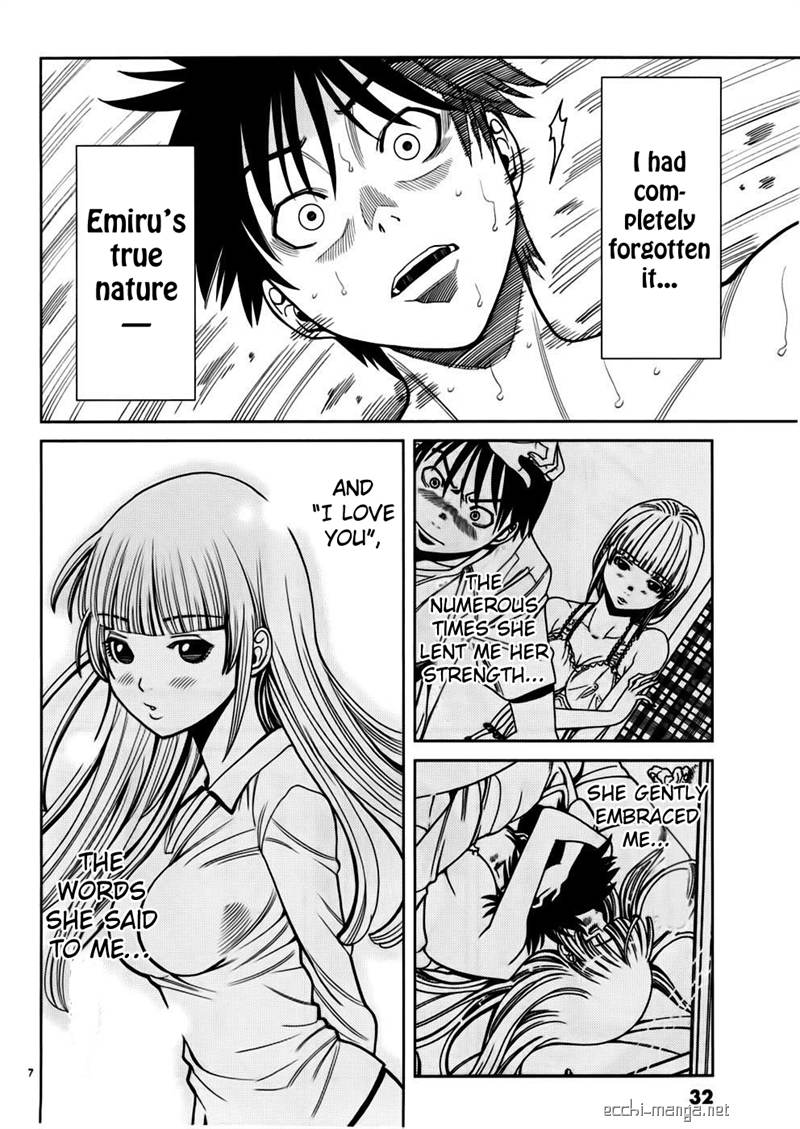 I had
com-
pletely
forgotten
it...
Emiru's
true
nature
—
THE
NUMEROUS
TIMES SHE
LENT ME HER
STRENGTH...
SHE GENTLY
EMBRACED
ME...
AND
"I LOVE
YOU",
THE
WORDS
SHE SAID
TO ME...
7
32
ecchi-manga.net